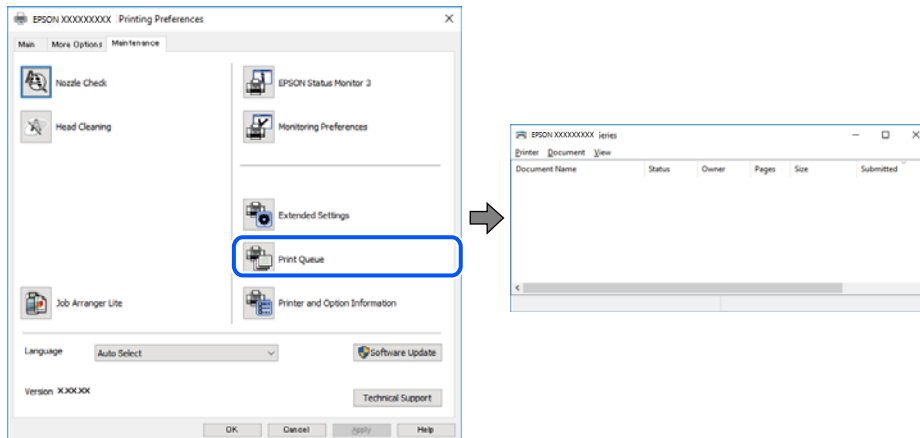 EPSON XXXXXXXXX Printing Preferences
Main More Options Maintenance
Nozzle Check
EPSON Status Monitor 3
Head Cleaning
Monitoring Preferences
Extended Settings
Print Queue
Job Arranger Lite
Printer and Option Information
Language Auto Select Software Update
Version X.XX.XX
Technical Support
OK Cancel Apply Help
EPSON XXXXXXXXXX ieries
Printer Document View
Document Name Status Owner Pages Size Submitted